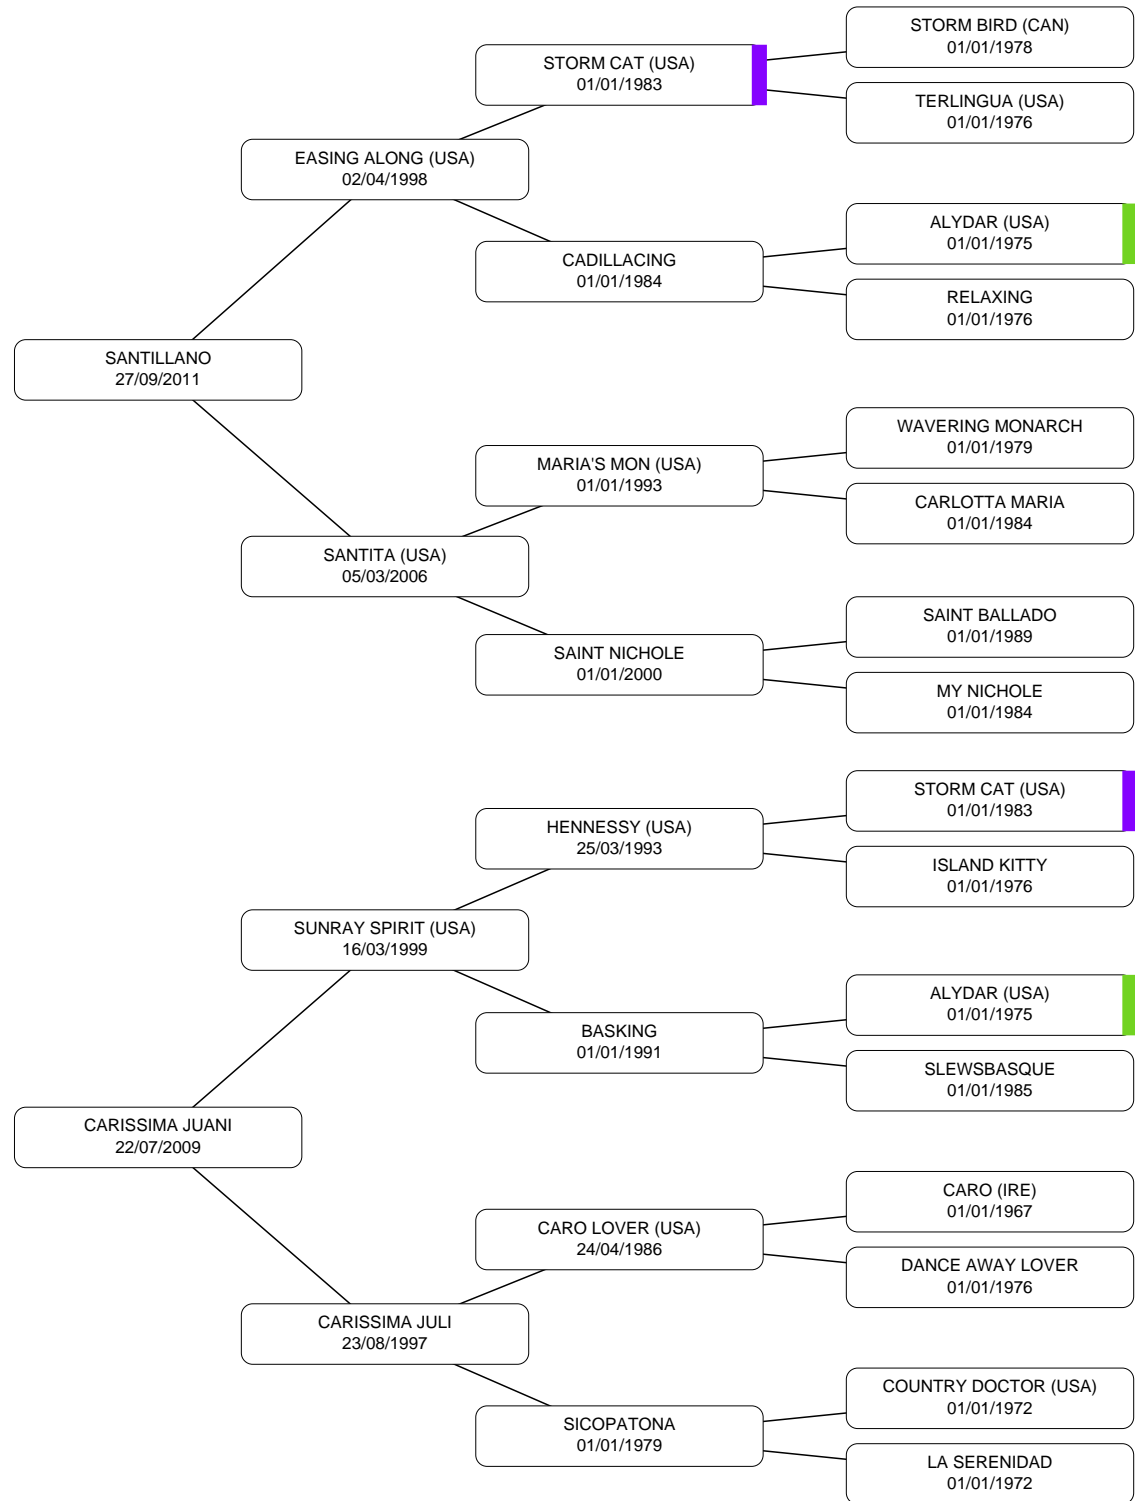 STORM BIRD (CAN)
01/01/1978
STORM CAT (USA)
01/01/1983
TERLINGUA (USA)
01/01/1976
EASING ALONG (USA)
02/04/1998
ALYDAR (USA)
01/01/1975
CADILLACING
01/01/1984
RELAXING
01/01/1976
SANTILLANO
27/09/2011
WAVERING MONARCH
01/01/1979
MARIA'S MON (USA)
01/01/1993
CARLOTTA MARIA
01/01/1984
SANTITA (USA)
05/03/2006
SAINT BALLADO
01/01/1989
SAINT NICHOLE
01/01/2000
MY NICHOLE
01/01/1984
STORM CAT (USA)
01/01/1983
HENNESSY (USA)
25/03/1993
ISLAND KITTY
01/01/1976
SUNRAY SPIRIT (USA)
16/03/1999
ALYDAR (USA)
01/01/1975
BASKING
01/01/1991
SLEWSBASQUE
01/01/1985
CARISSIMA JUANI
22/07/2009
CARO (IRE)
01/01/1967
CARO LOVER (USA)
24/04/1986
DANCE AWAY LOVER
01/01/1976
CARISSIMA JULI
23/08/1997
COUNTRY DOCTOR (USA)
01/01/1972
SICOPATONA
01/01/1979
LA SERENIDAD
01/01/1972